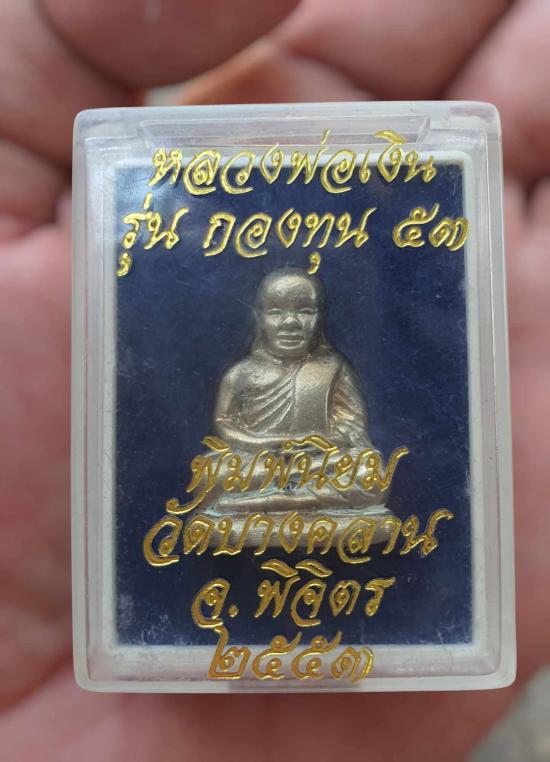 หลวงพ่อเงิน
รุ่น กองทุน ๕๓
พิมพ์นิยม
วัดบางคลาน
จ. พิจิตร
๒๕๕๓